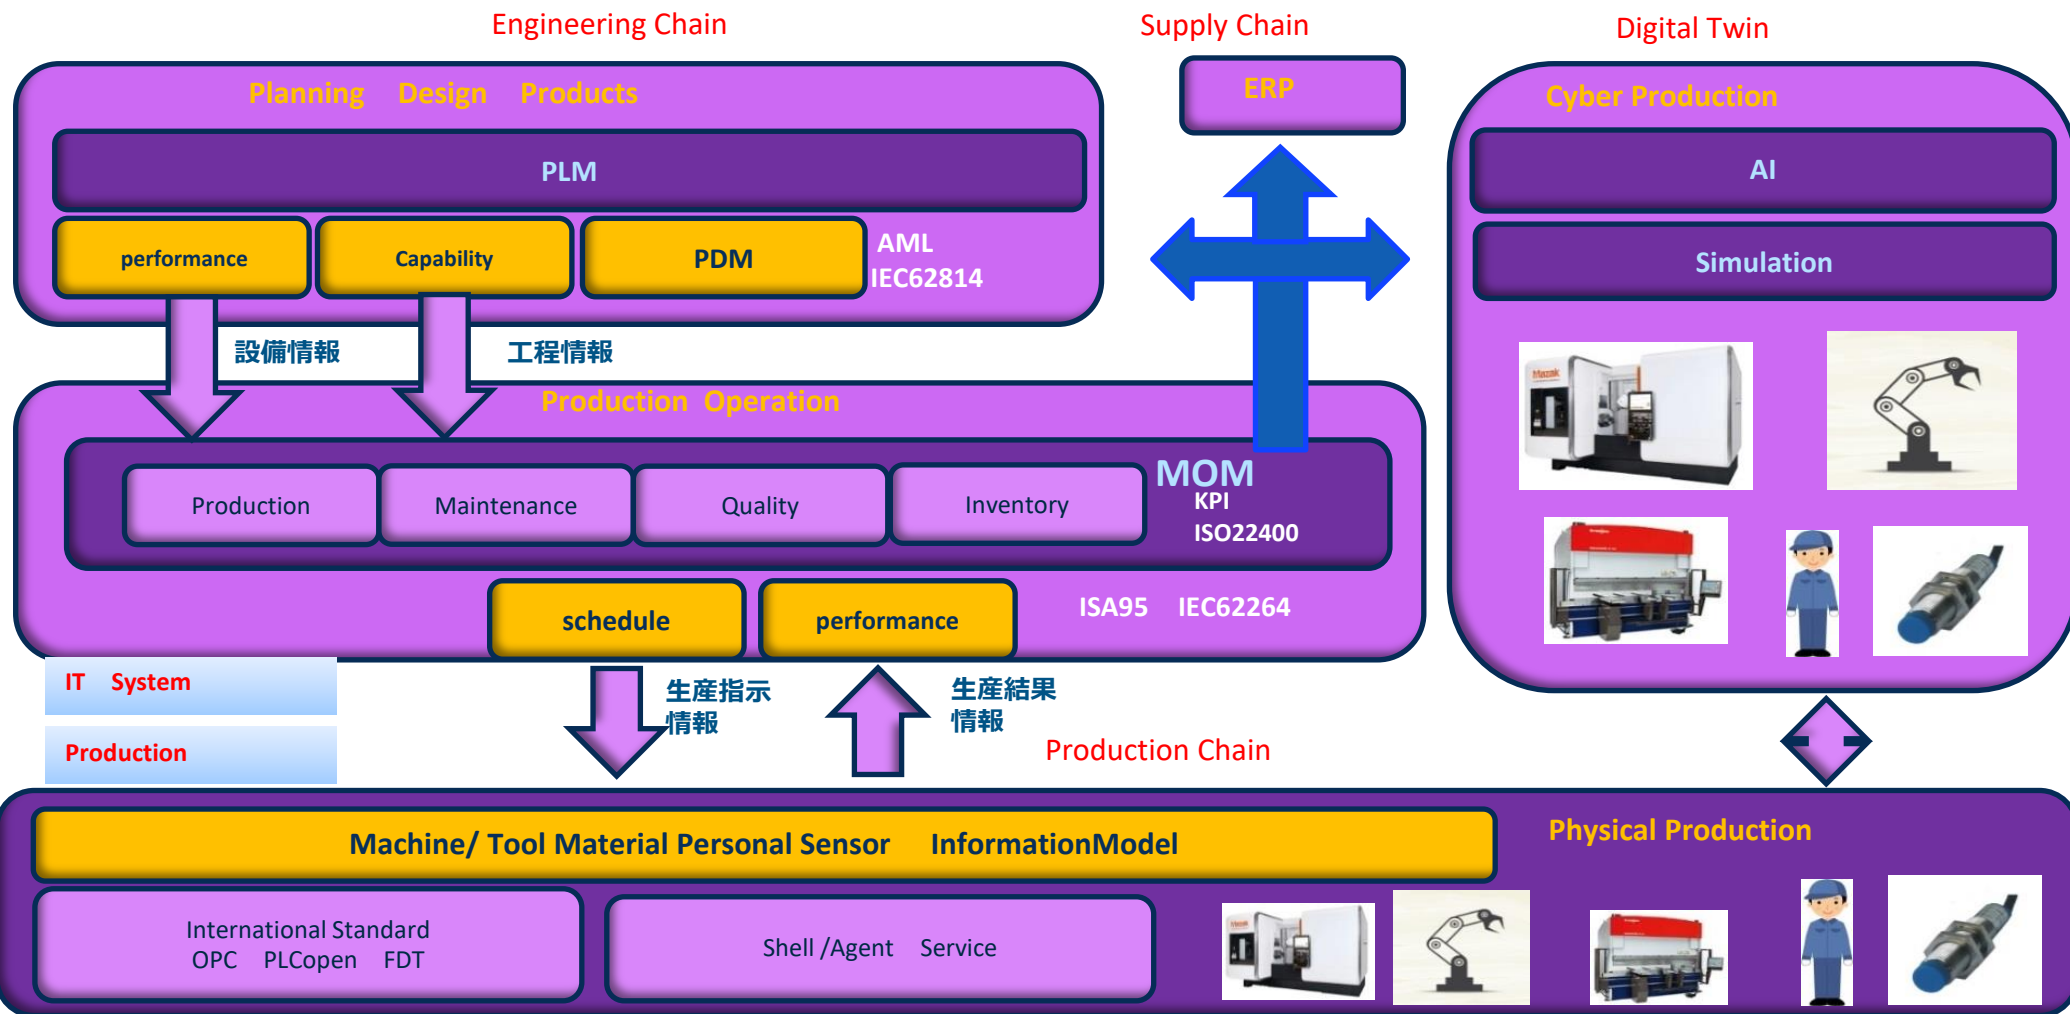 Engineering Chain
Supply Chain
Digital Twin
Planning Design Products
ERP
Cyber Production
PLM
AI
performance
Capability
PDM
AML
IEC62814
Simulation
設備情報
工程情報
Mazak
Production Operation
MOM
KPI
ISO22400
Production
Maintenance
Quality
Inventory
schedule
performance
ISA95 IEC62264
IT System
Production
生産指示
情報
生産結果
情報
Production Chain
Machine/ Tool Material Personal Sensor InformationModel
Physical Production
International Standard
OPC PLCopen FDT
Shell /Agent Service
Mazak